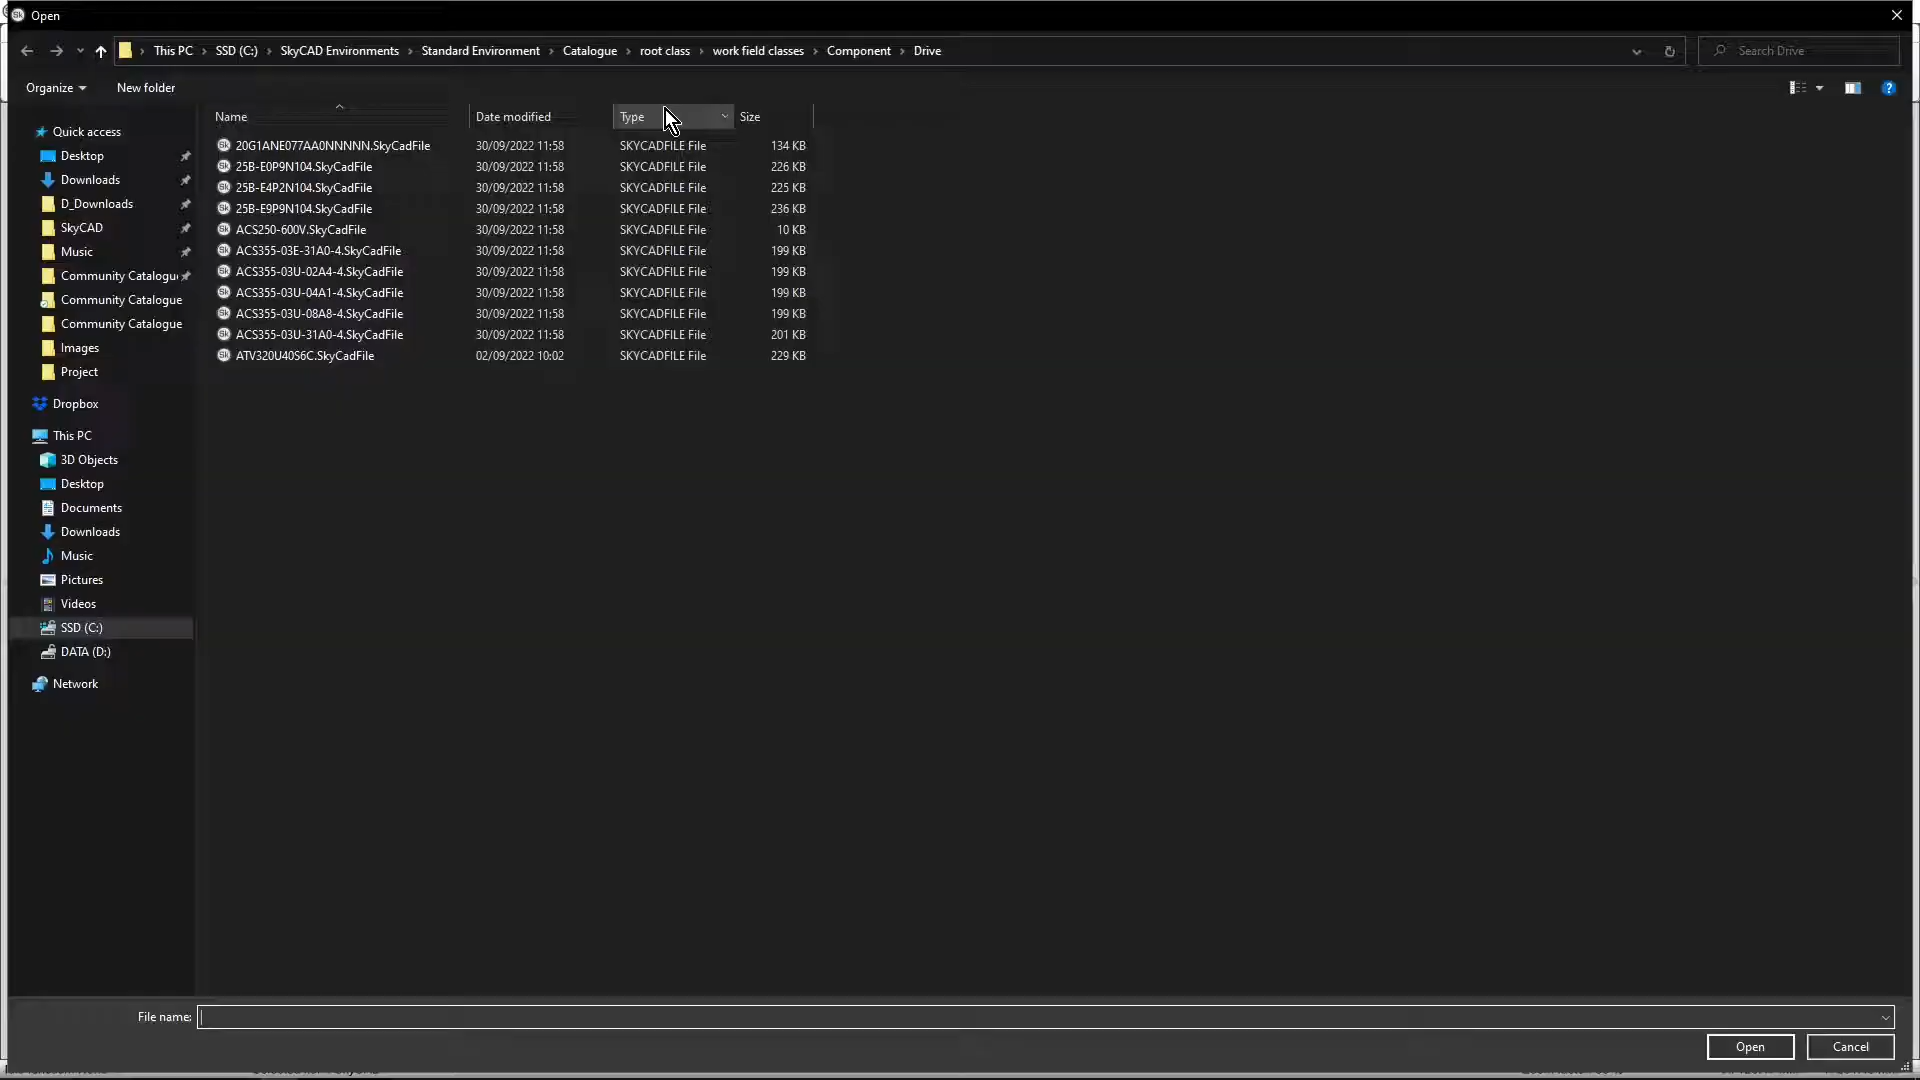 Open
This PC > SSD (C:) > SkyCAD Environments > Standard Environment > Catalogue > root class > work field classes > Component > Drive
Search Drive
Organize
New folder
Name Date modified Type Size
20G1ANE077AA0NNNNN.SkyCadFile 30/09/2022 11:58 SKYCADFILE File 134 KB
25B-E0P9N104.SkyCadFile 30/09/2022 11:58 SKYCADFILE File 226 KB
25B-E4P2N104.SkyCadFile 30/09/2022 11:58 SKYCADFILE File 225 KB
25B-E9P9N104.SkyCadFile 30/09/2022 11:58 SKYCADFILE File 236 KB
ACS250-600V.SkyCadFile 30/09/2022 11:58 SKYCADFILE File 10 KB
ACS355-03E-31A0-4.SkyCadFile 30/09/2022 11:58 SKYCADFILE File 199 KB
ACS355-03U-02A4-4.SkyCadFile 30/09/2022 11:58 SKYCADFILE File 199 KB
ACS355-03U-04A1-4.SkyCadFile 30/09/2022 11:58 SKYCADFILE File 199 KB
ACS355-03U-08A8-4.SkyCadFile 30/09/2022 11:58 SKYCADFILE File 199 KB
ACS355-03U-31A0-4.SkyCadFile 30/09/2022 11:58 SKYCADFILE File 201 KB
ATV320U40S6C.SkyCadFile 02/09/2022 10:02 SKYCADFILE File 229 KB
Quick access
Desktop
Downloads
D_Downloads
SkyCAD
Music
Community Catalogu
Community Catalogue
Community Catalogue
Images
Project
Dropbox
This PC
3D Objects
Desktop
Documents
Downloads
Music
Pictures
Videos
SSD (C:)
DATA (D:)
Network
File name:
Open
Cancel